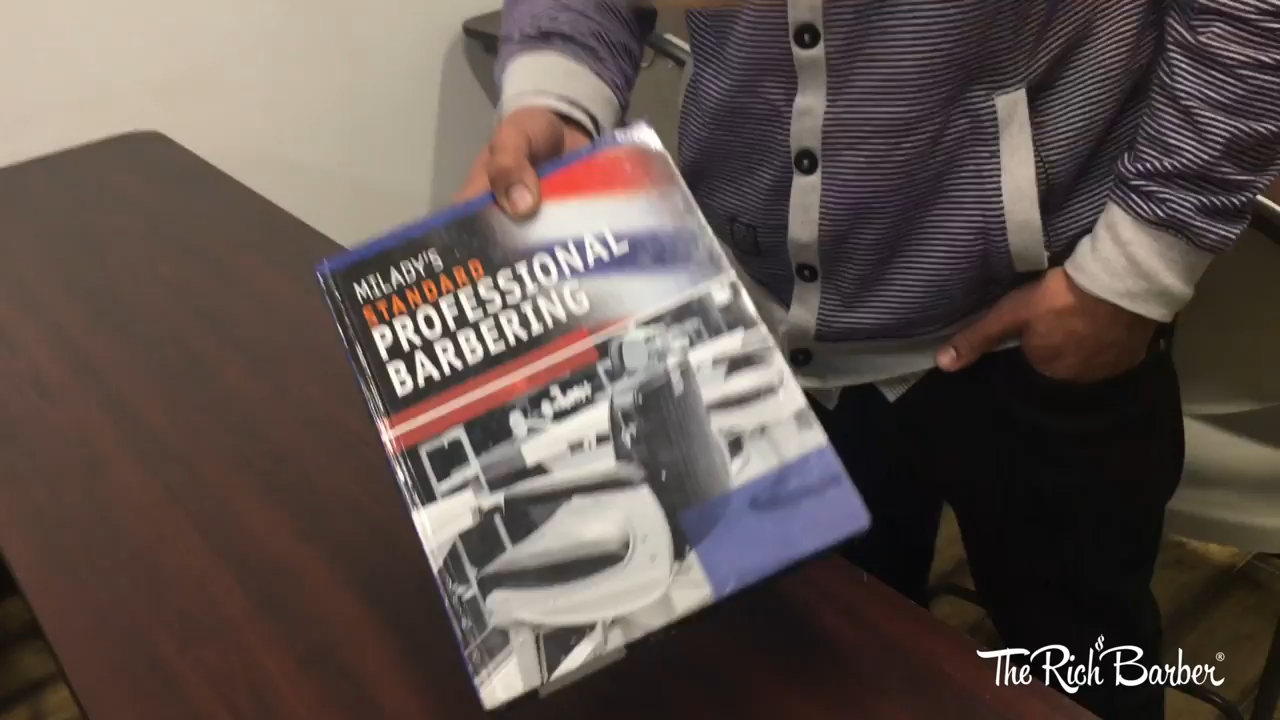 MILADY'S
STANDARD
PROFESSIONAL
BARBERING
The Rich Barber®